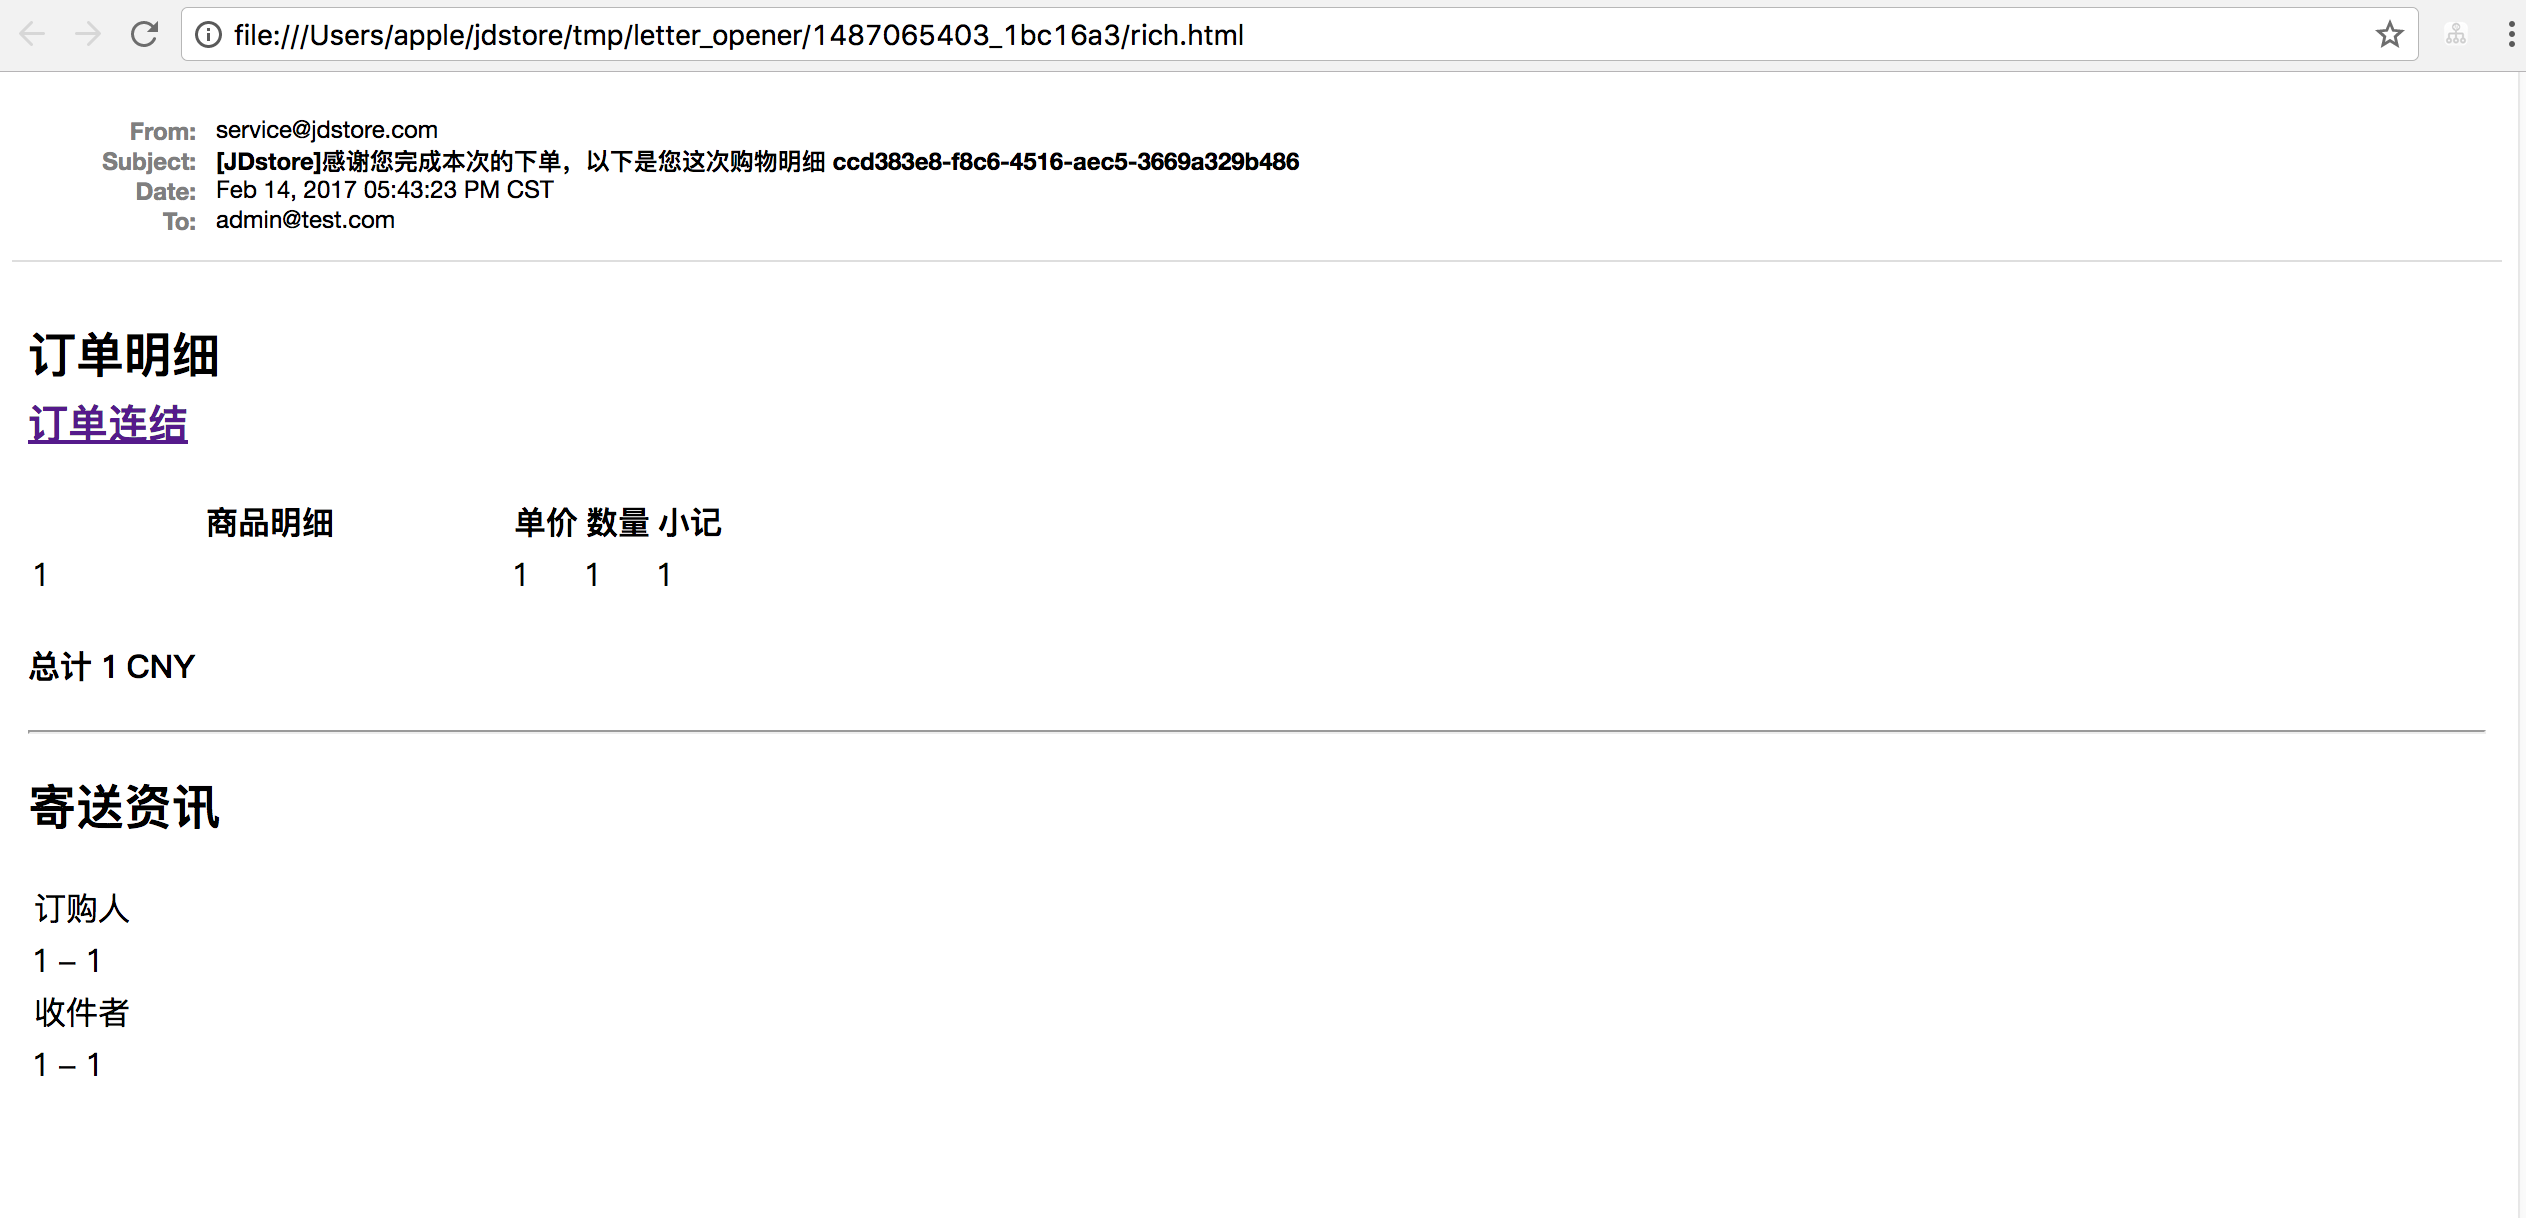 file:///Users/apple/jdstore/tmp/letter_opener/1487065403_1bc16a3/rich.html
From: service@jdstore.com
Subject: [JDstore]感谢您完成本次的下单，以下是您这次购物明细 ccd383e8-f8c6-4516-aec5-3669a329b486
Date: Feb 14, 2017 05:43:23 PM CST
To: admin@test.com
订单明细
订单连结
商品明细 单价 数量 小记
1 1 1 1
总计 1 CNY
寄送资讯
订购人
1 – 1
收件者
1 – 1